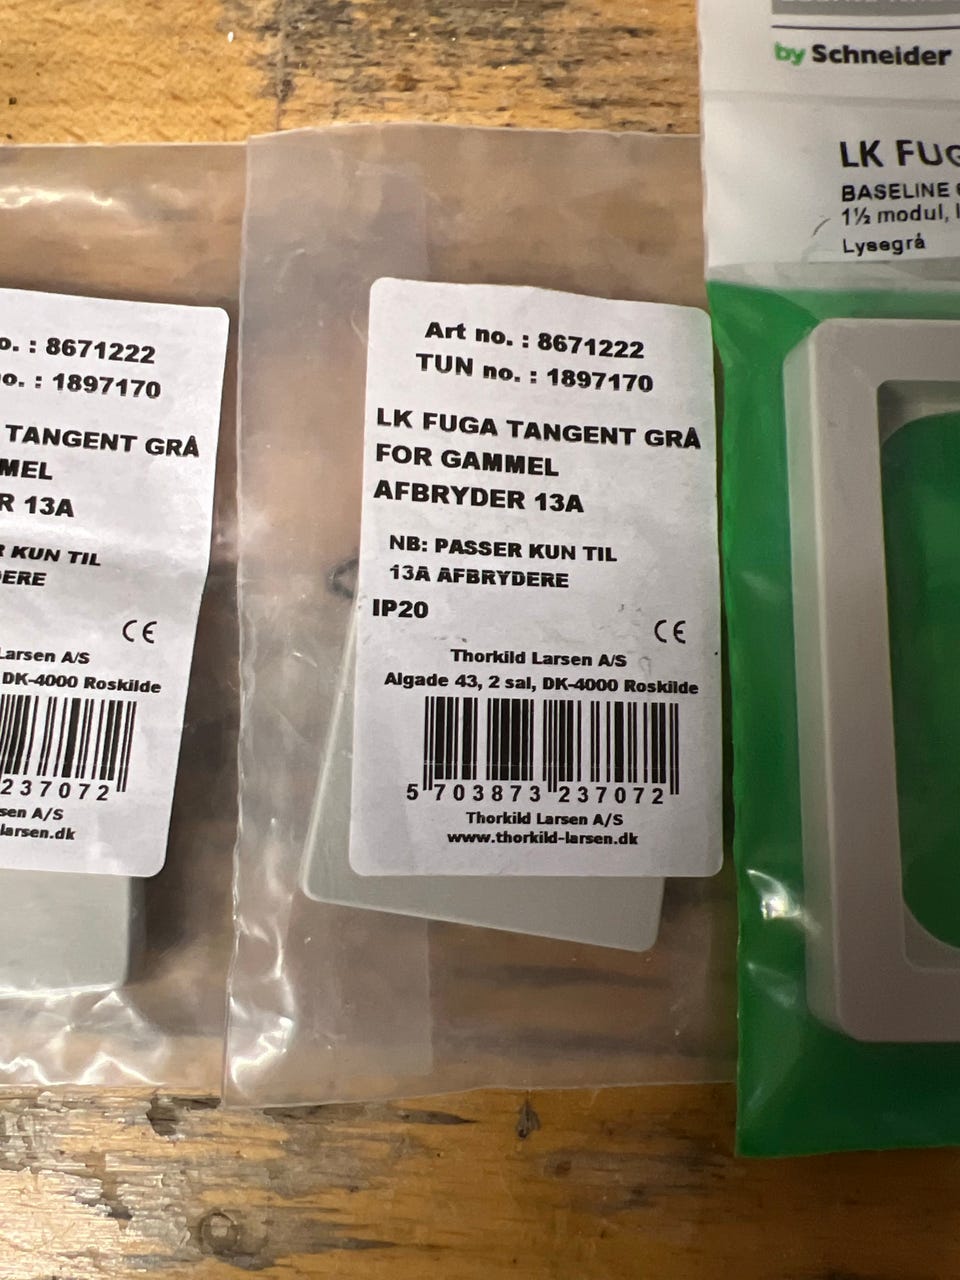 by Schneider
LK FUG
BASELINE
1½ modul,
Lysegrå
o. : 8671222
no. : 1897170
TANGENT GRÅ
MEL
R 13A
R KUN TIL
DERE
CE
Larsen A/S
DK-4000 Roskilde
237072
sen A/S
larsen.dk
Art no. : 8671222
TUN no. : 1897170
LK FUGA TANGENT GRÅ
FOR GAMMEL
AFBRYDER 13A
NB: PASSER KUN TIL
13A AFBRYDERE
IP20
CE
Thorkild Larsen A/S
Algade 43, 2 sal, DK-4000 Roskilde
5 703873 237072
Thorkild Larsen A/S
www.thorkild-larsen.dk